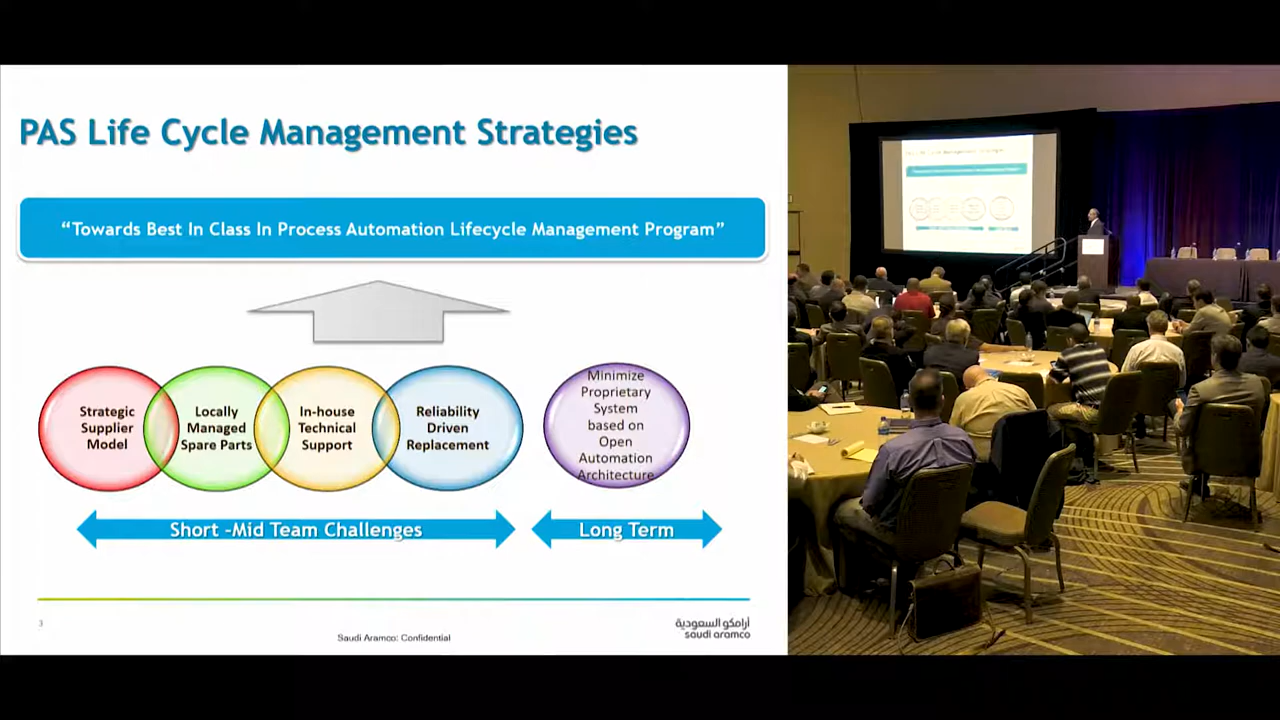 PAS Life Cycle Management Strategies
“Towards Best In Class In Process Automation Lifecycle Management Program”
Strategic
Supplier
Model
Locally
Managed
Spare Parts
In-house
Technical
Support
Reliability
Driven
Replacement
Minimize
Proprietary
System
based on
Open
Automation
Architecture
Short -Mid Team Challenges
Long Term
3
Saudi Aramco: Confidential
أرامكو السعودية
saudi aramco